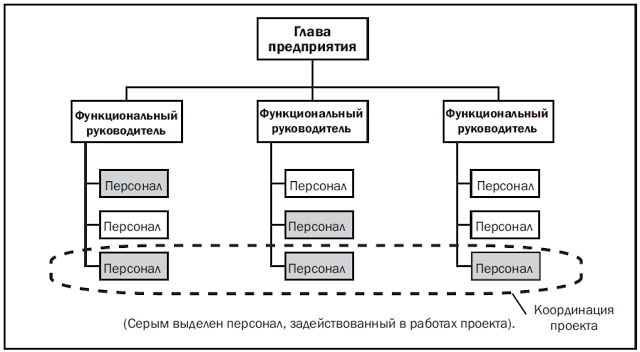 Глава
предприятия
Функциональный
руководитель
Функциональный
руководитель
Функциональный
руководитель
Персонал
Персонал
Персонал
Персонал
Персонал
Персонал
Персонал
Персонал
Персонал
Координация
проекта
(Серым выделен персонал, задействованный в работах проекта).